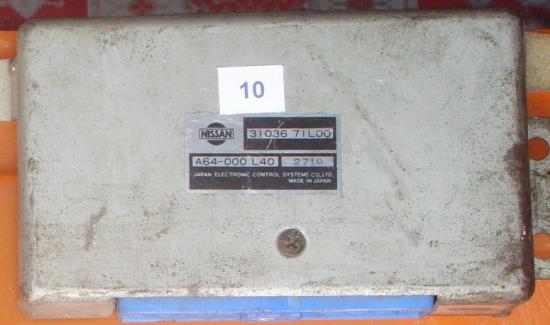 10
NISSAN 31036 71L00
A64-000 L40 2710
JAPAN ELECTRONIC CONTROL SYSTEMS CO., LTD.
MADE IN JAPAN